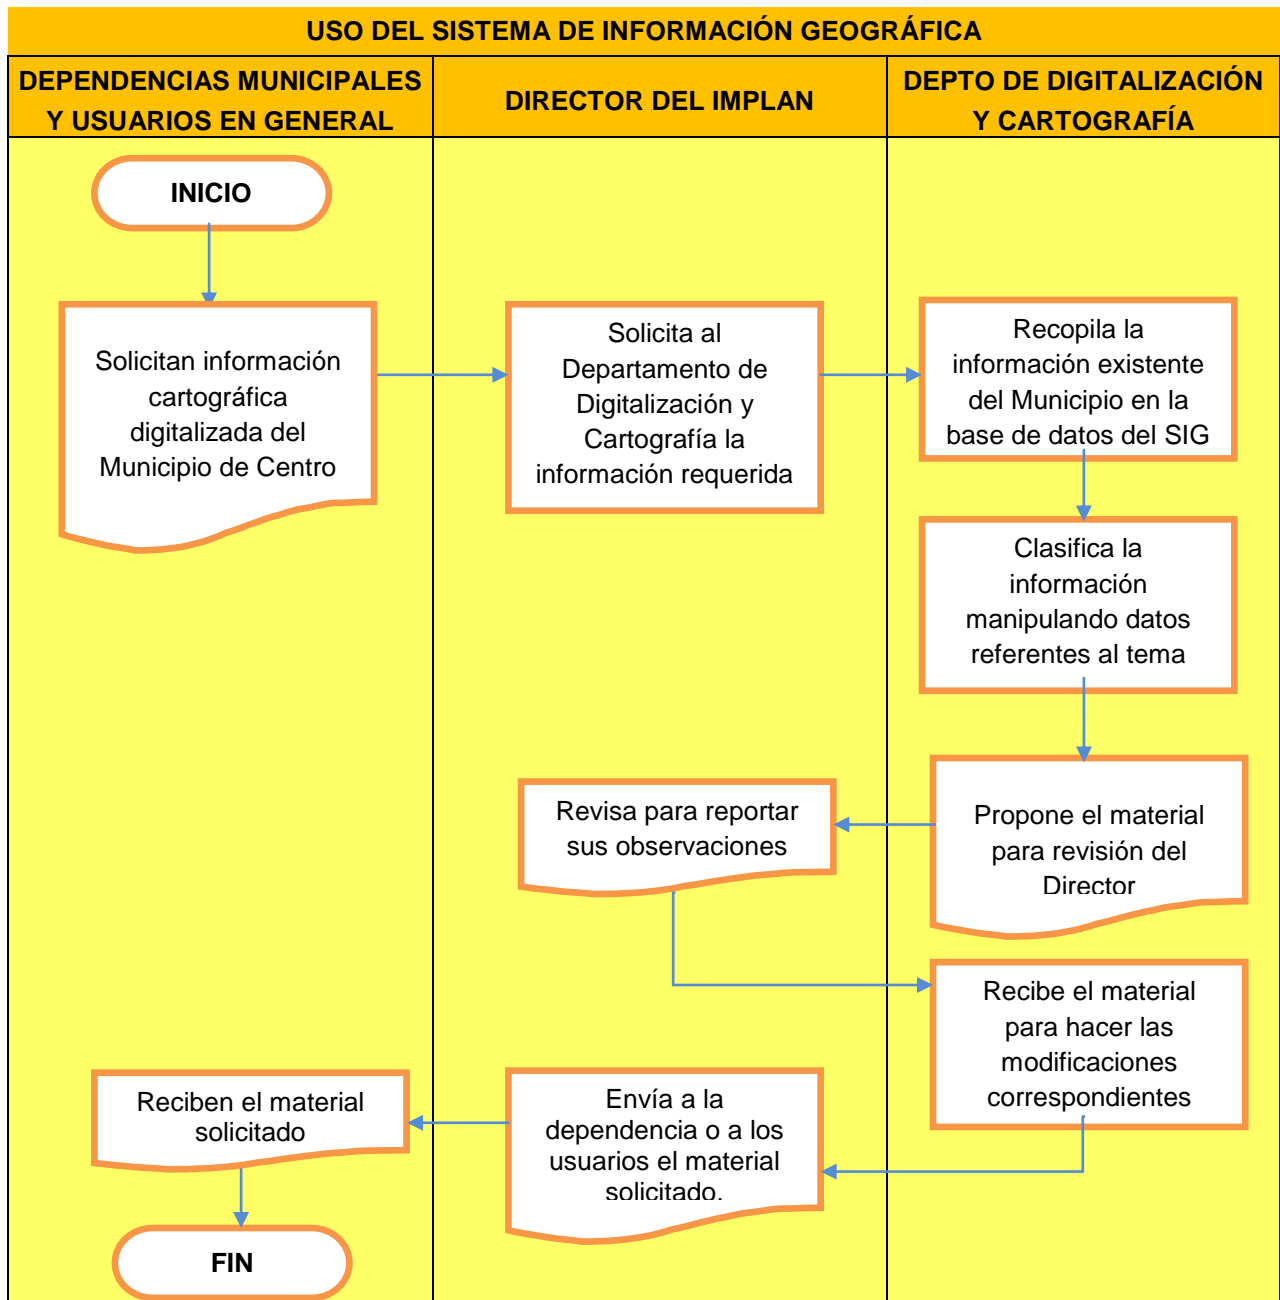 USO DEL SISTEMA DE INFORMACIÓN GEOGRÁFICA
DEPENDENCIAS MUNICIPALES
Y USUARIOS EN GENERAL
DIRECTOR DEL IMPLAN
DEPTO DE DIGITALIZACIÓN
Y CARTOGRAFÍA
INICIO
Solicitan información
cartográfica
digitalizada del
Municipio de Centro
Solicita al
Departamento de
Digitalización y
Cartografía la
información requerida
Recopila la
información existente
del Municipio en la
base de datos del SIG
Clasifica la
información
manipulando datos
referentes al tema
Propone el material
para revisión del
Director
Revisa para reportar
sus observaciones
Recibe el material
para hacer las
modificaciones
correspondientes
Envía a la
dependencia o a los
usuarios el material
solicitado.
Reciben el material
solicitado
FIN